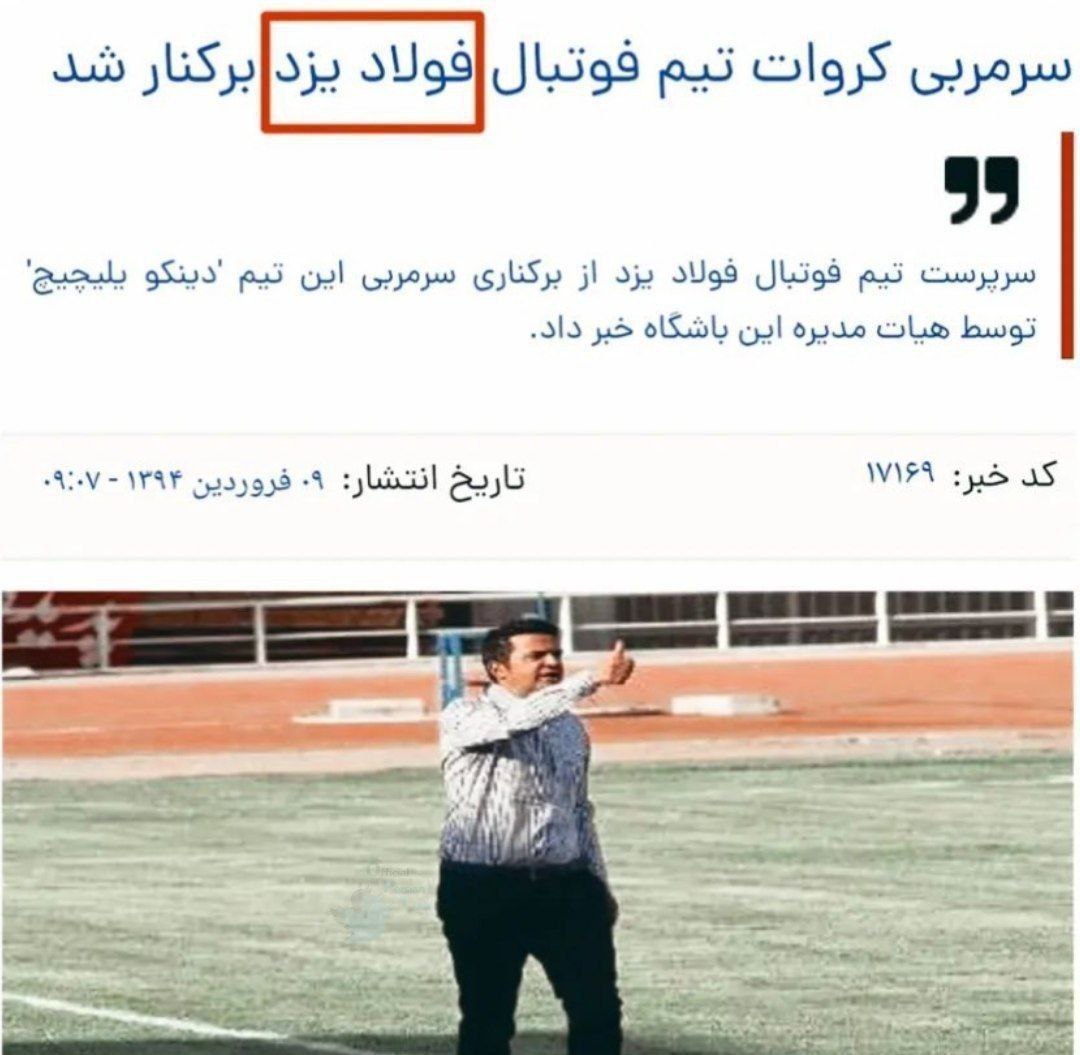 سرمربی کروات تیم فوتبال فولاد یزد برکنار شد
سرپرست تیم فوتبال فولاد یزد از برکناری سرمربی این تیم 'دینکو یلیچیچ'
توسط هیات مدیره این باشگاه خبر داد.
کد خبر: ۱۷۱۶۹
تاریخ انتشار: ۰۹ فروردین ۱۳۹۴ - ۰۹:۰۷
Official